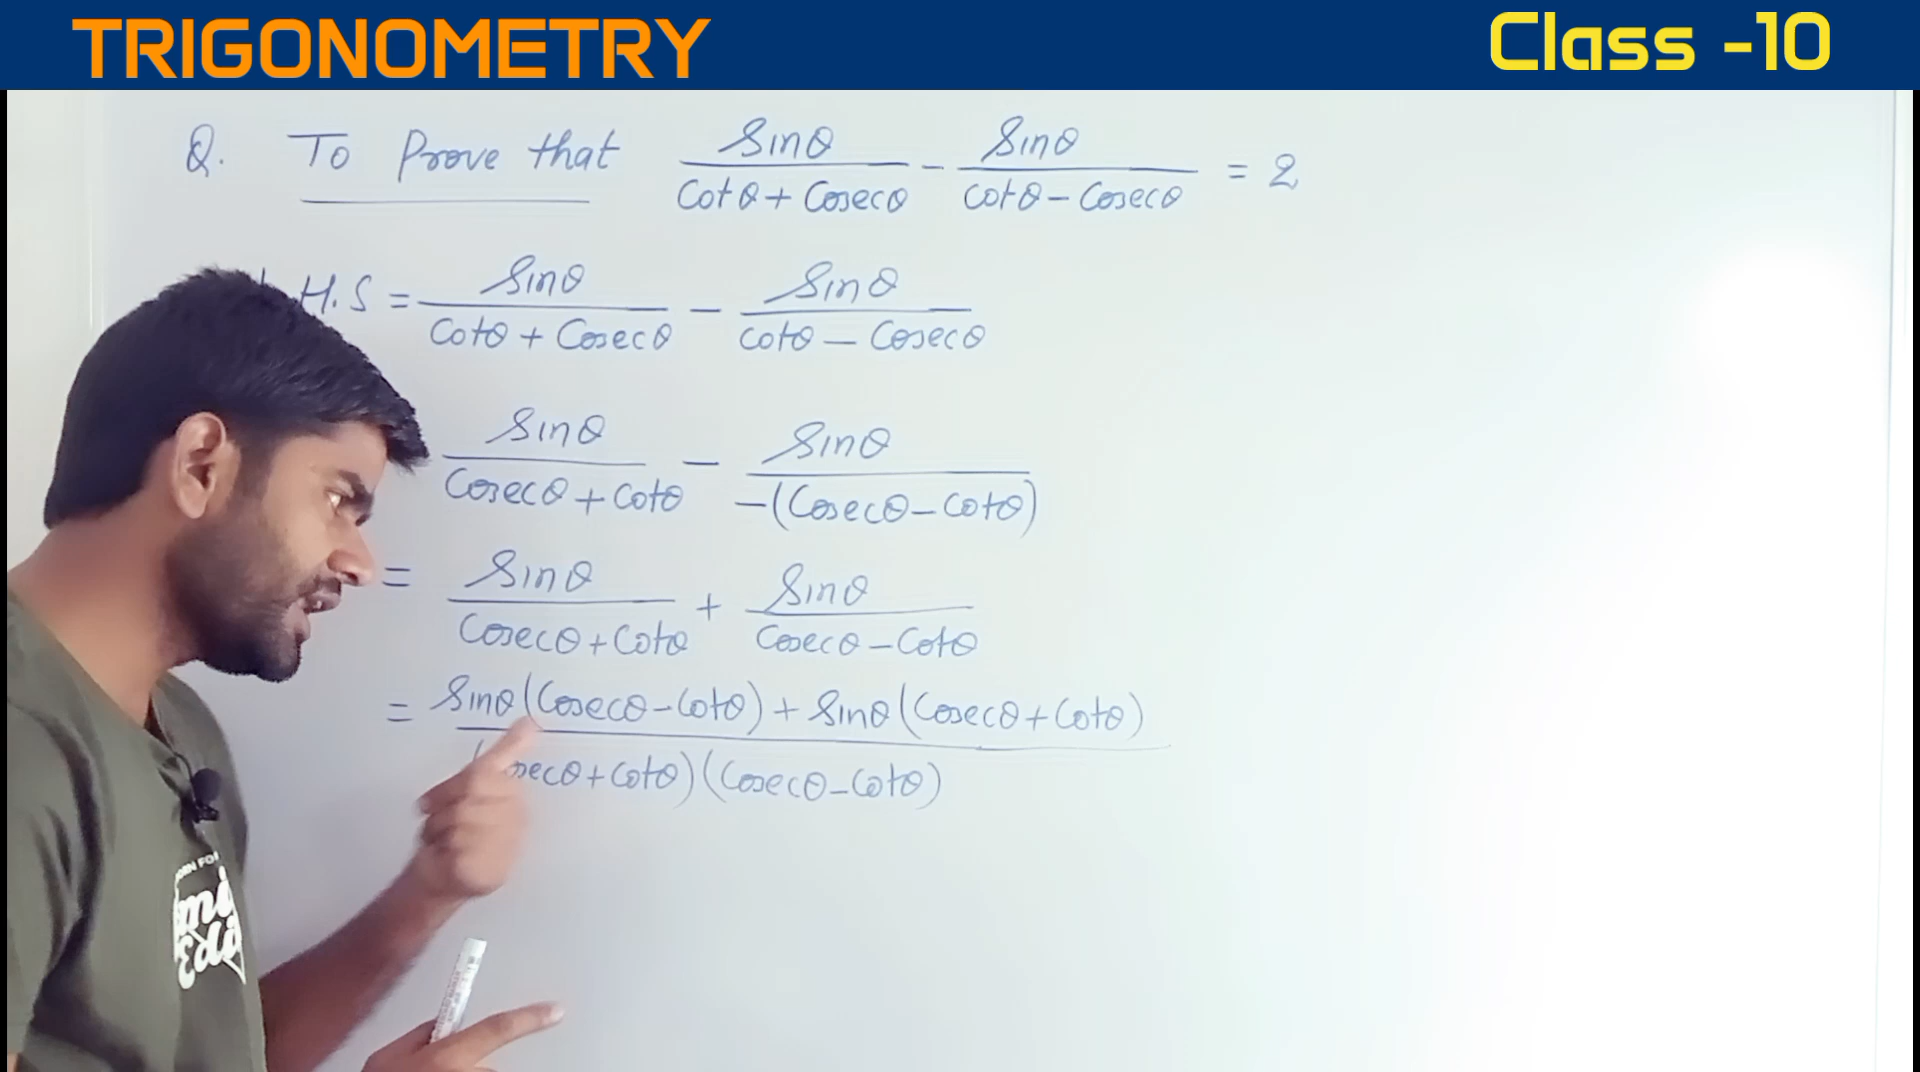 TRIGONOMETRY Class -10
Q. To Prove that Sinθ/(Cotθ + Cosecθ) - Sinθ/(Cotθ - Cosecθ) = 2
H.S = Sinθ/(Cotθ + Cosecθ) - Sinθ/(Cotθ - Cosecθ)
Sinθ/(Cosecθ + Cotθ) - Sinθ/-(Cosecθ - Cotθ)
= Sinθ/(Cosecθ + Cotθ) + Sinθ/(Cosecθ - Cotθ)
= Sinθ(Cosecθ - Cotθ) + Sinθ(Cosecθ + Cotθ)
secθ + Cotθ)(Cosecθ - Cotθ)